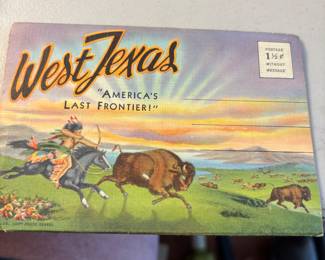 West Texas
"AMERICA'S
LAST FRONTIER!"
POSTAGE
1½¢
WITHOUT
MESSAGE